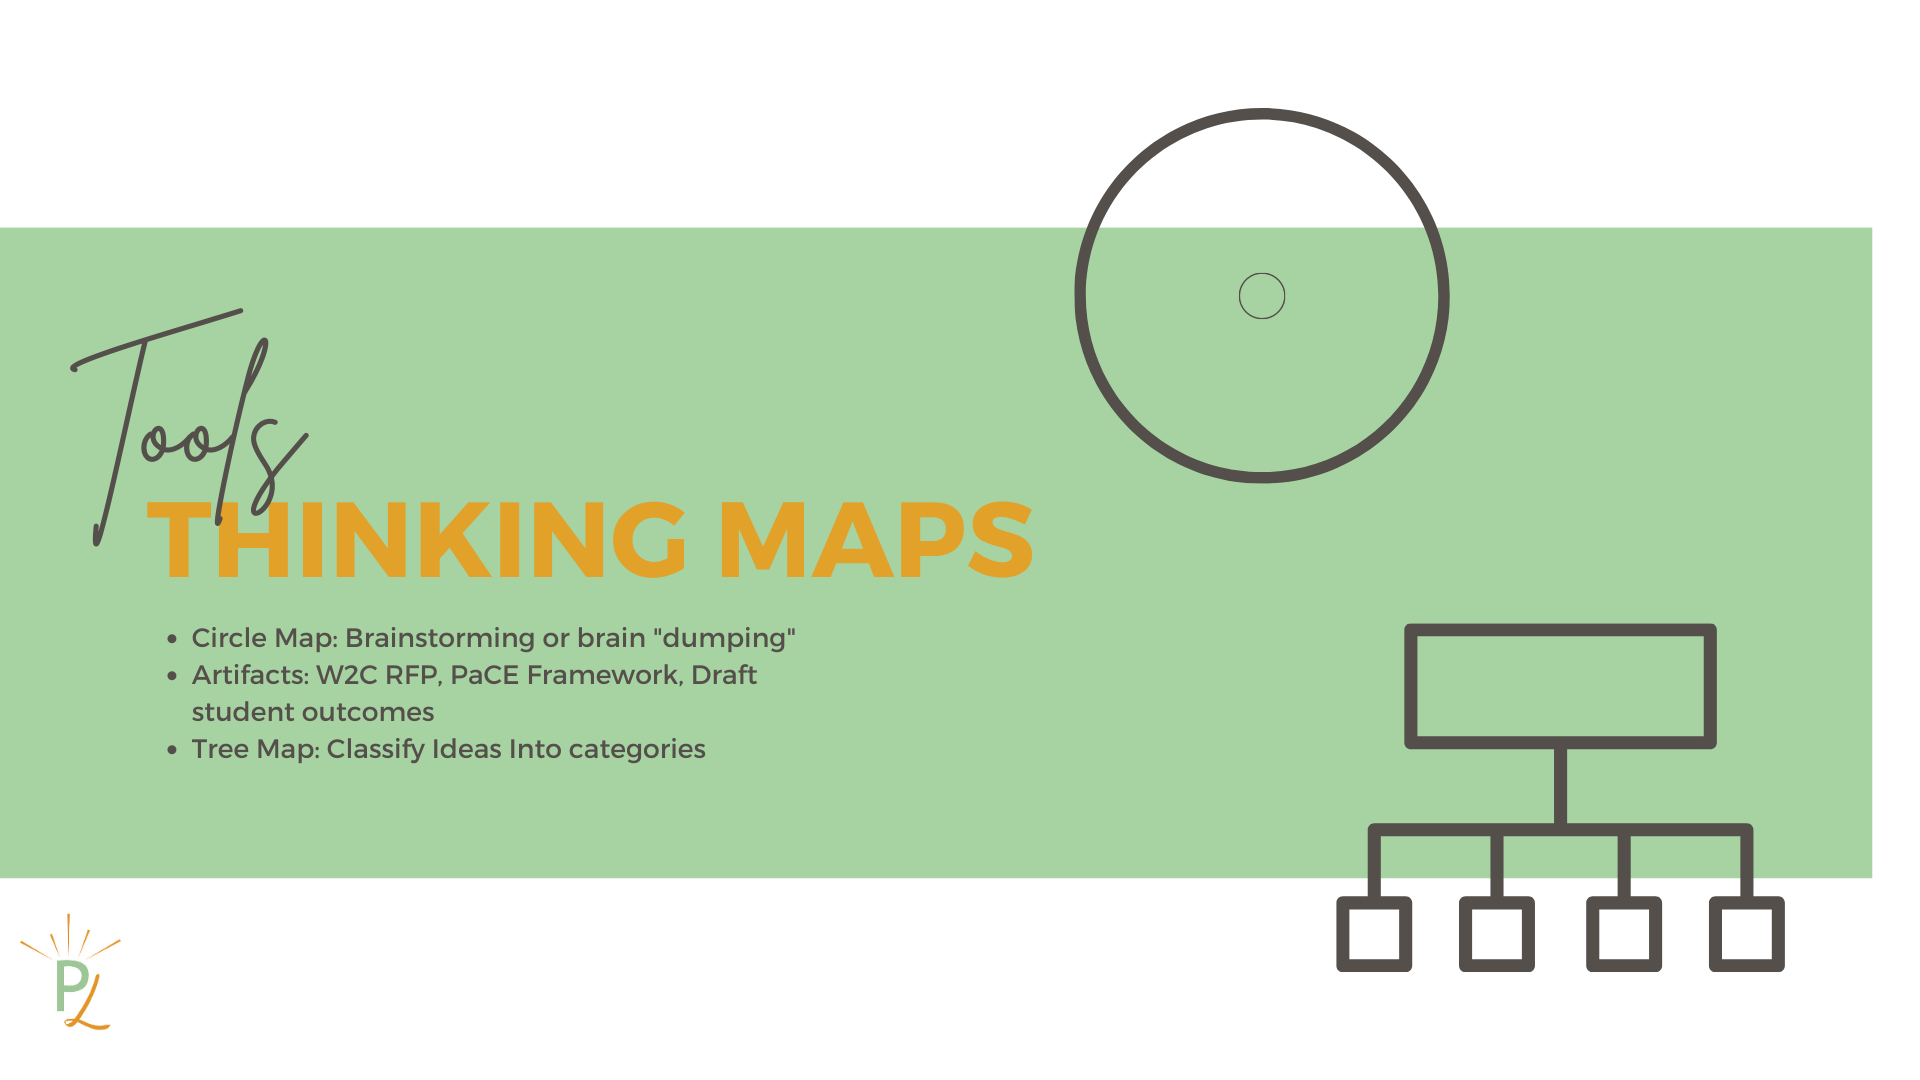 Tools
THINKING MAPS
• Circle Map: Brainstorming or brain "dumping"
• Artifacts: W2C RFP, PaCE Framework, Draft
student outcomes
• Tree Map: Classify Ideas Into categories
PL